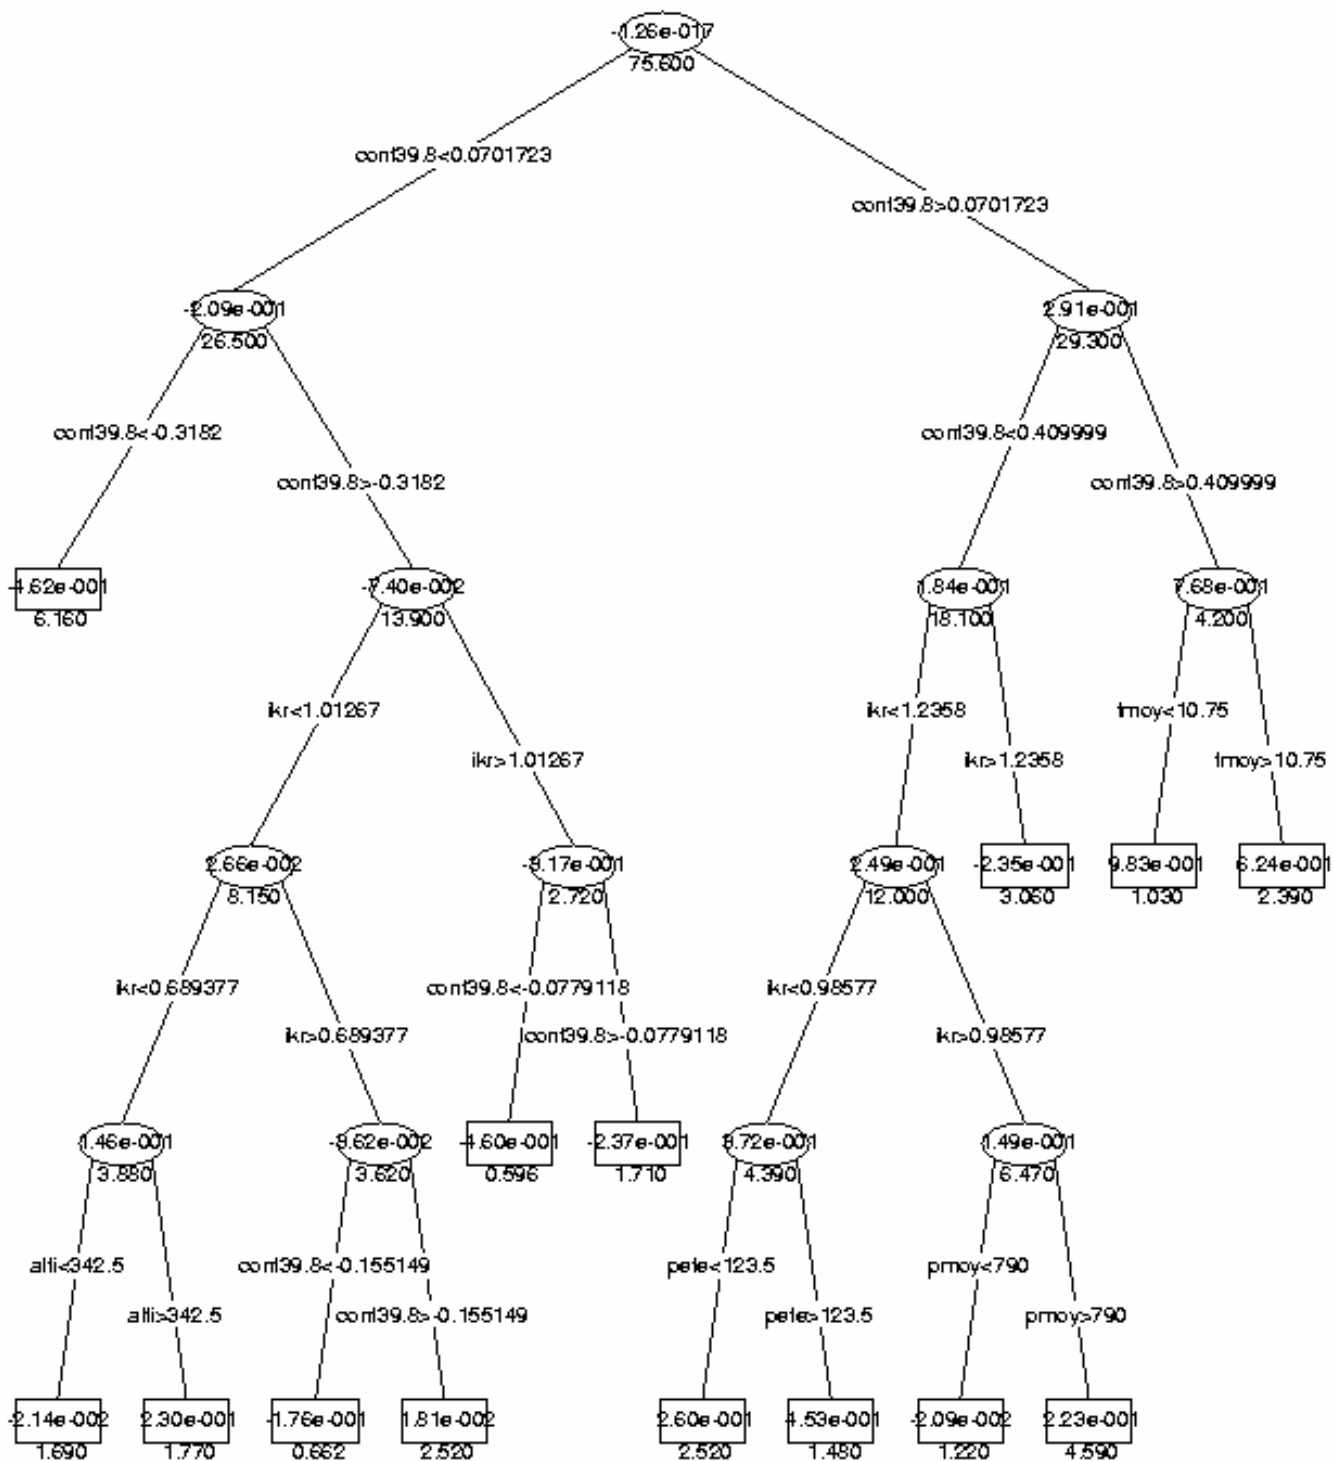 -1.26e-017
75.600
cont39.8<0.0701723
cont39.8>0.0701723
-2.09e-001
26.500
2.91e-001
29.300
cont39.8<-0.3182
cont39.8<0.409999
cont39.8>-0.3182
cont39.8>0.409999
-4.62e-001
6.160
-7.40e-002
13.900
1.84e-001
18.100
7.68e-001
4.200
ikr<1.01267
ikr<1.2358
tmoy<10.75
ikr>1.01267
ikr>1.2358
tmoy>10.75
2.66e-002
8.150
-3.17e-001
2.720
2.49e-001
12.000
-2.35e-001
3.060
9.83e-001
1.030
6.24e-001
2.390
ikr<0.689377
cont39.8<-0.0779118
ikr<0.98577
ikr>0.689377
cont39.8>-0.0779118
ikr>0.98577
1.46e-001
3.880
-3.62e-002
3.620
-4.60e-001
0.596
-2.37e-001
1.710
3.72e-001
4.390
1.49e-001
6.470
alti<342.5
cont39.8<-0.155149
pete<123.5
pmoy<790
alti>342.5
cont39.8>-0.155149
pete>123.5
pmoy>790
-2.14e-002
1.690
2.30e-001
1.770
-1.76e-001
0.662
1.81e-002
2.520
2.60e-001
2.520
4.53e-001
1.480
-2.09e-002
1.220
2.23e-001
4.590